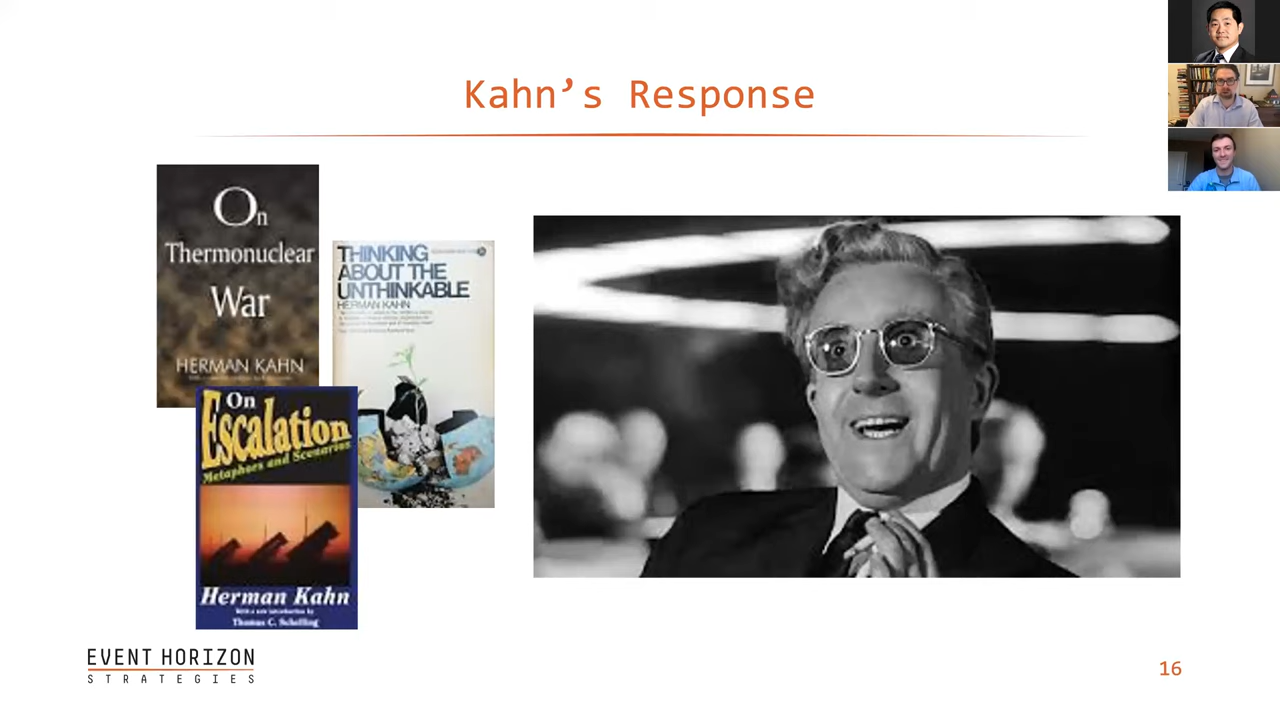 Kahn’s Response
On
Thermonuclear
War
HERMAN KAHN
THINKING
ABOUT THE
UNTHINKABLE
HERMAN KAHN
On
Escalation
Metaphors and Scenarios
Herman Kahn
With a new introduction by
Thomas C. Schelling
EVENT HORIZON
STRATEGIES
16